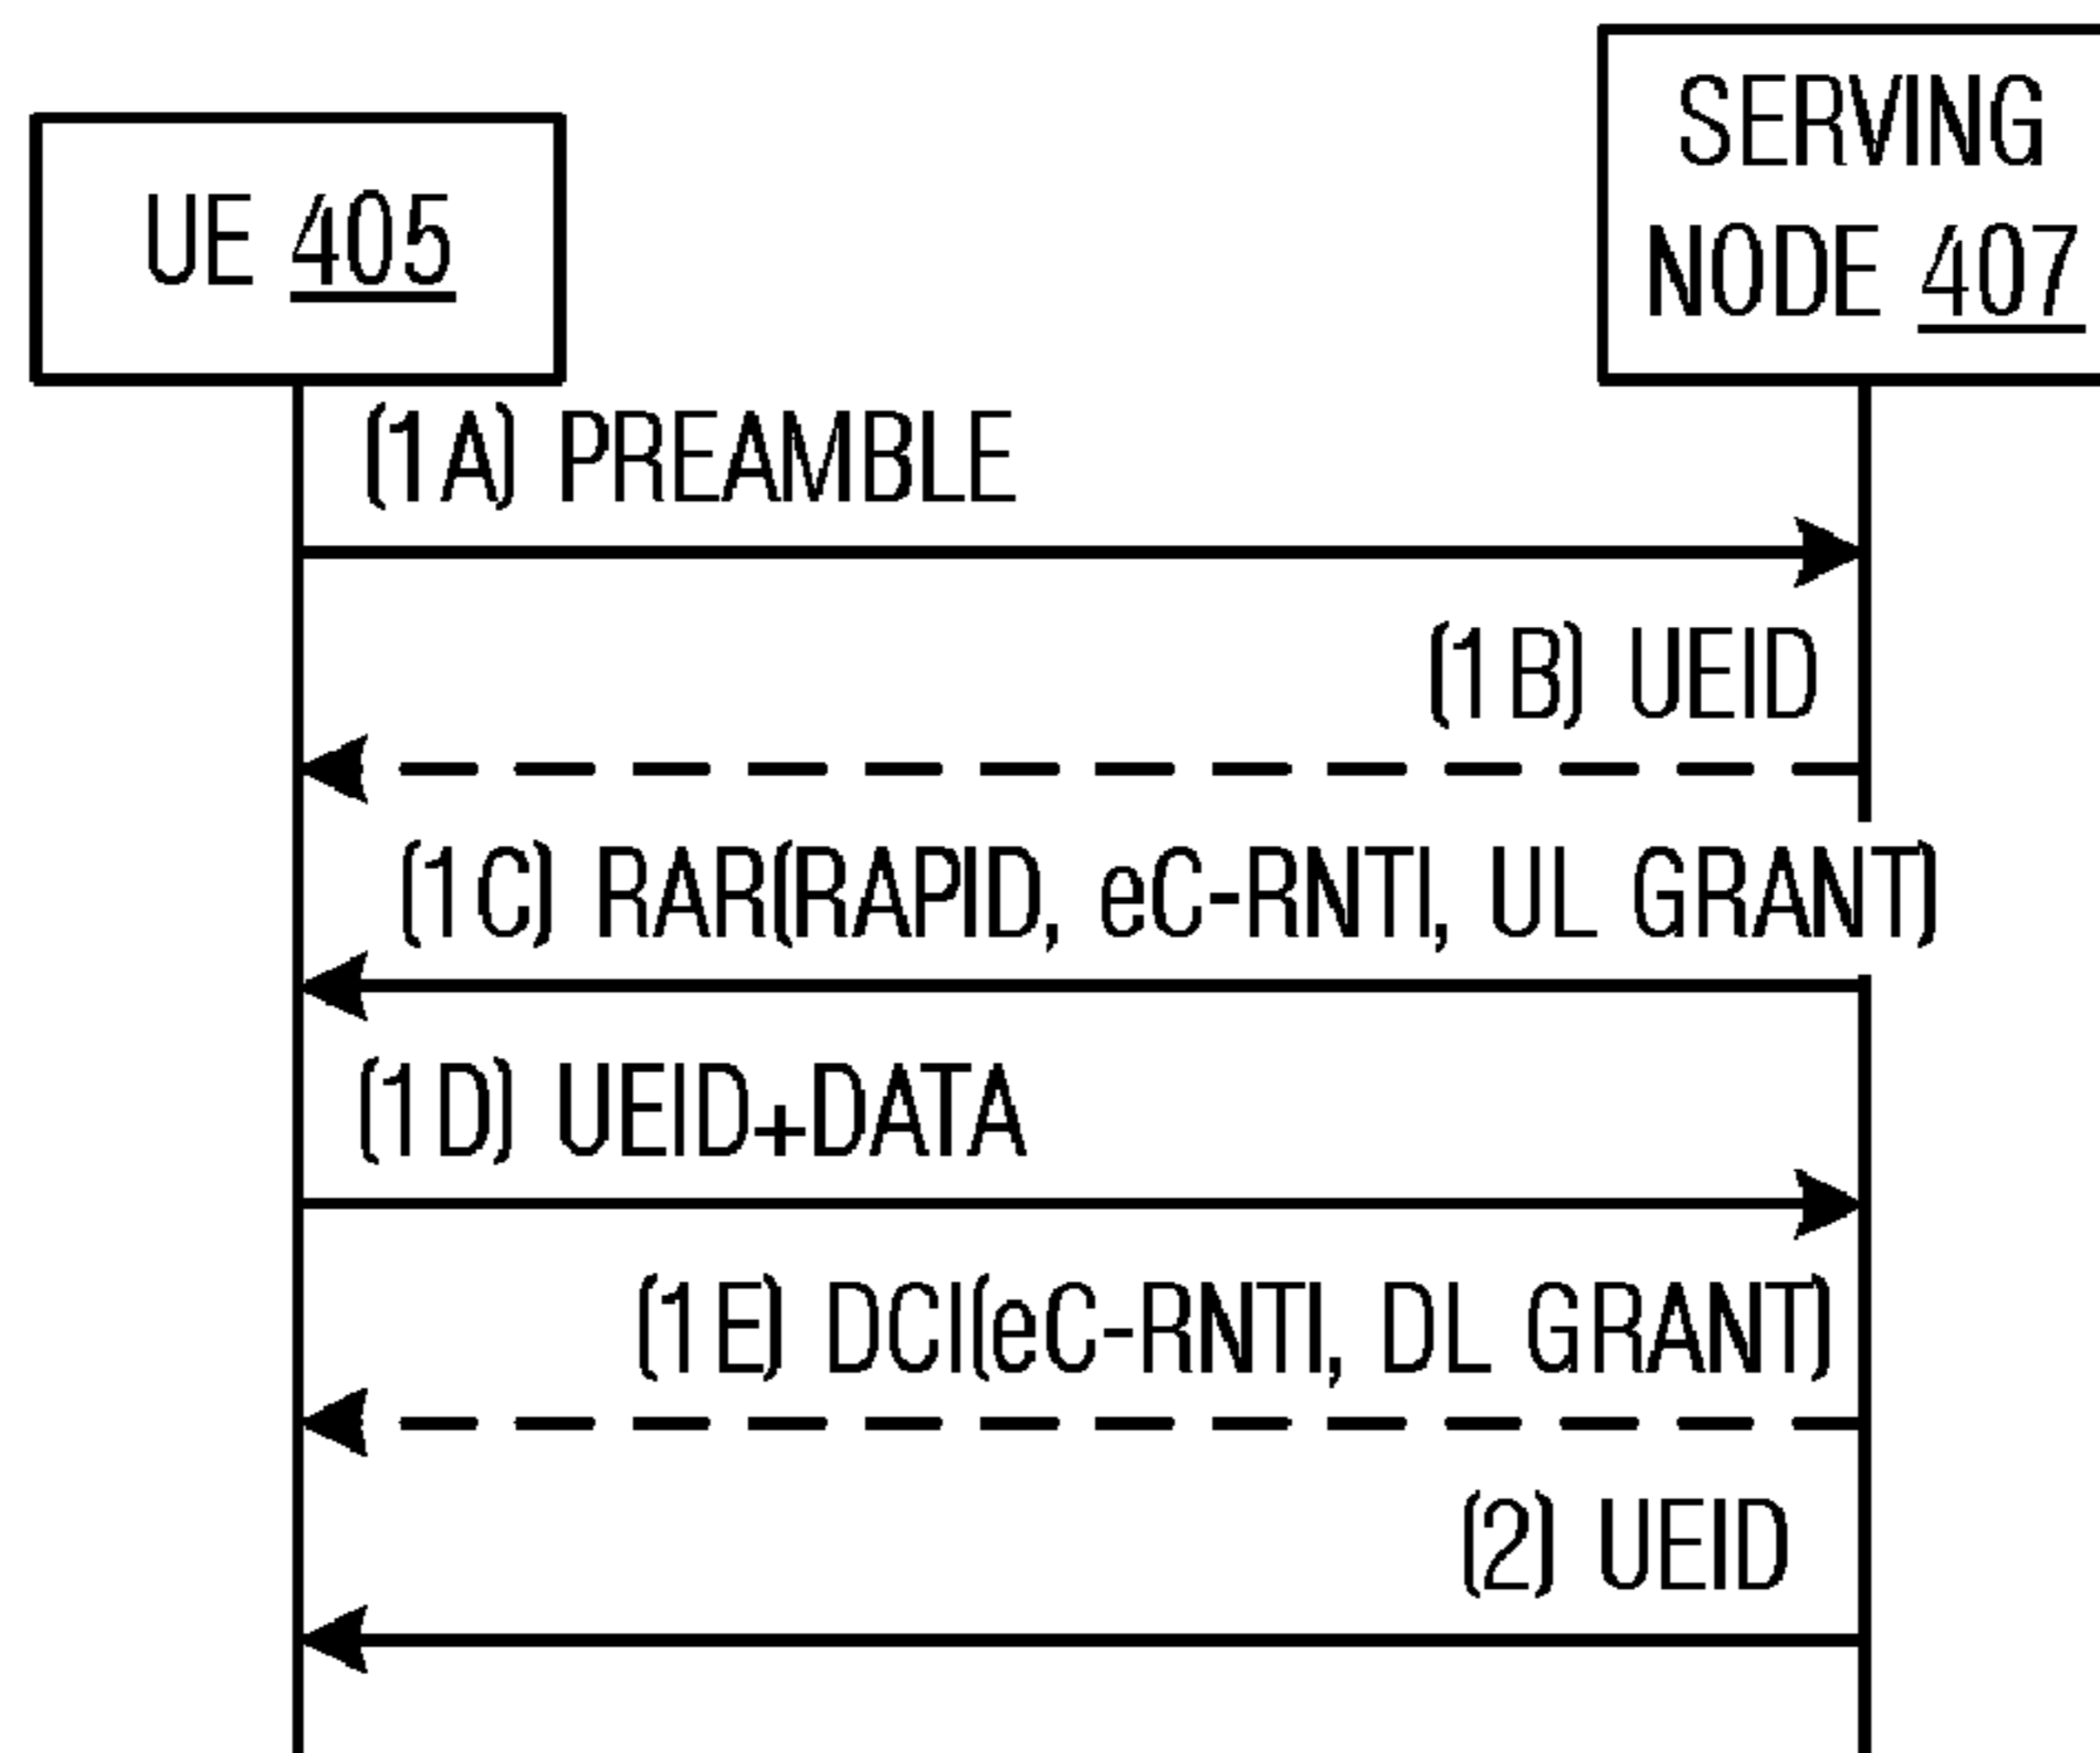 UE 405
SERVING
NODE 407
(1A) PREAMBLE
(1B) UEID
(1C) RAR(RAPID, eC-RNTI, UL GRANT)
(1D) UEID+DATA
(1E) DCI(eC-RNTI, DL GRANT)
(2) UEID